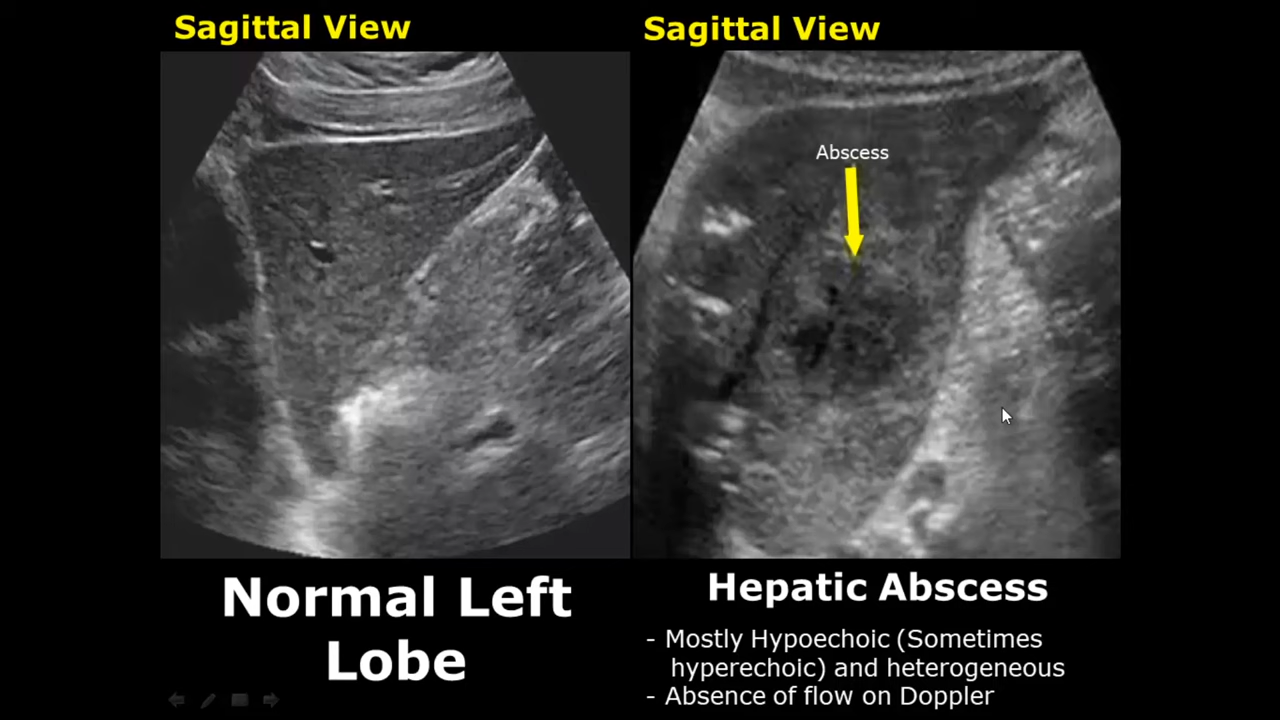 Sagittal View
Sagittal View
Abscess
Normal Left
Lobe
Hepatic Abscess
- Mostly Hypoechoic (Sometimes
hyperechoic) and heterogeneous
- Absence of flow on Doppler